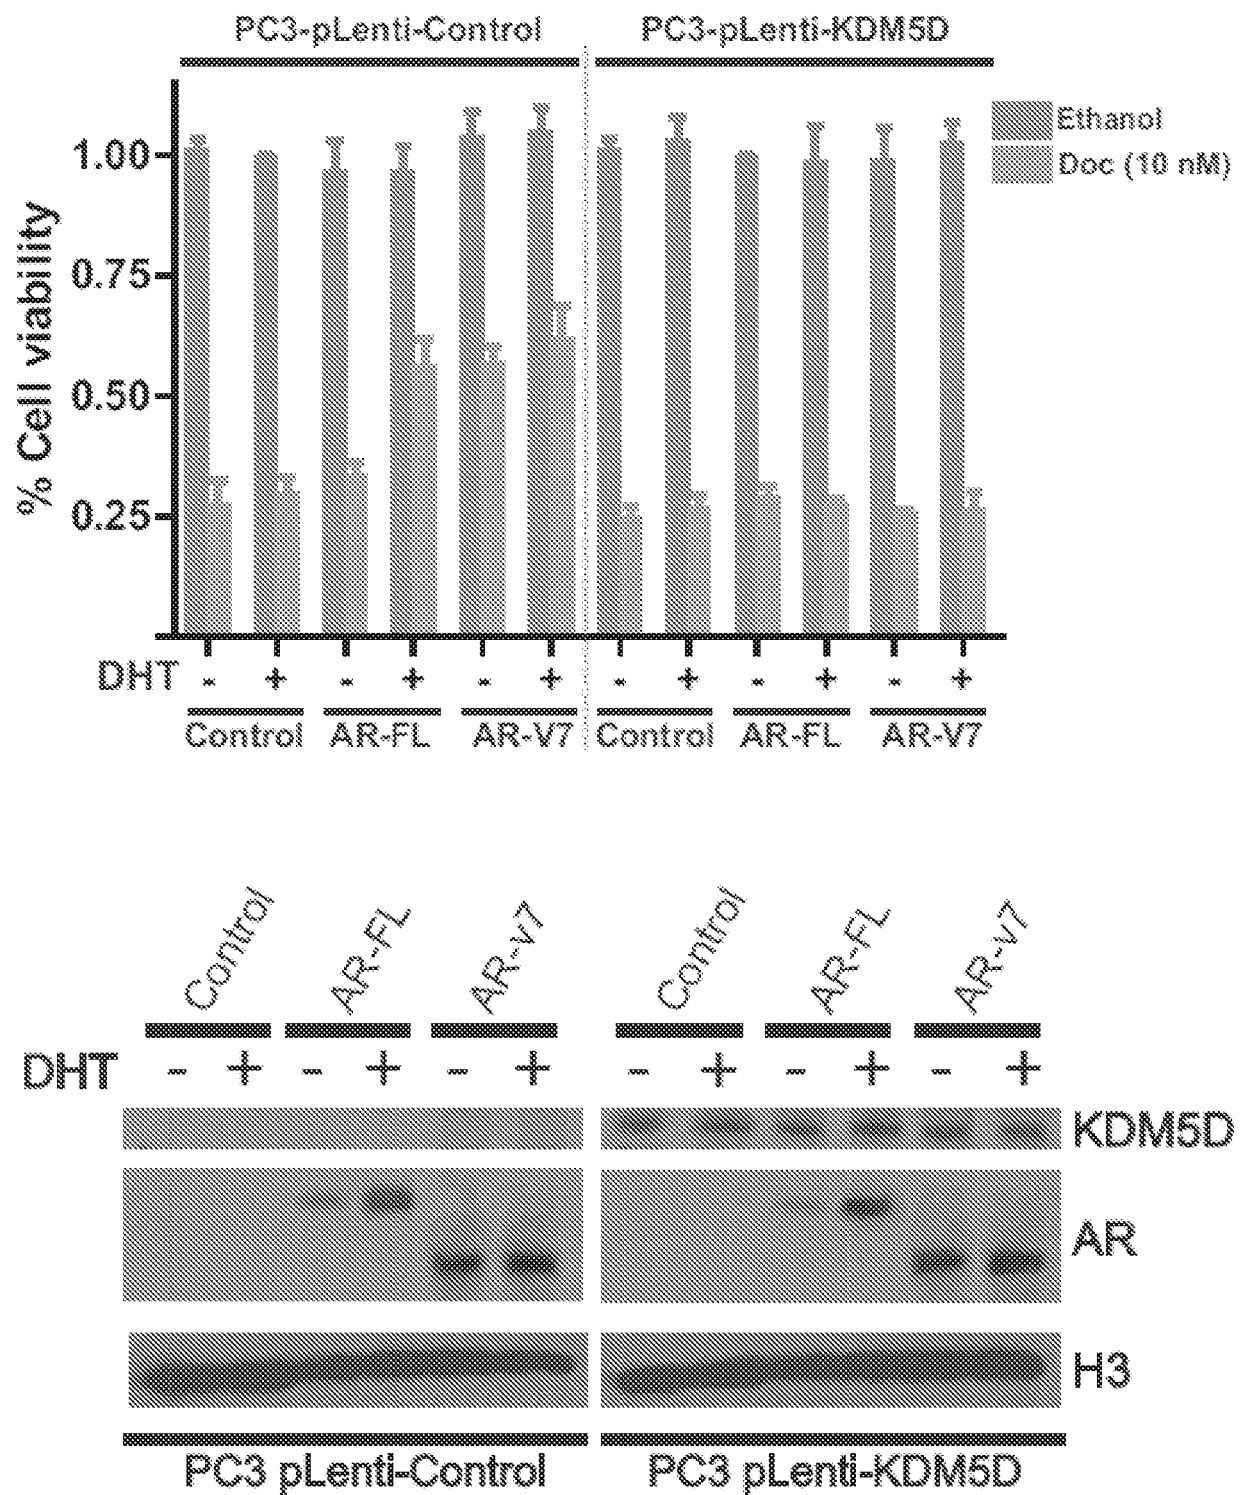 PC3-pLenti-Control PC3-pLenti-KDM5D
Ethanol
Doc (10 nM)
% Cell viability
1.00
0.75
0.50
0.25
DHT - + - + - + - + - + - +
Control AR-FL AR-V7 Control AR-FL AR-V7
Control AR-FL AR-v7 Control AR-FL AR-v7
DHT - + - + - + - + - + - +
KDM5D
AR
H3
PC3 pLenti-Control PC3 pLenti-KDM5D